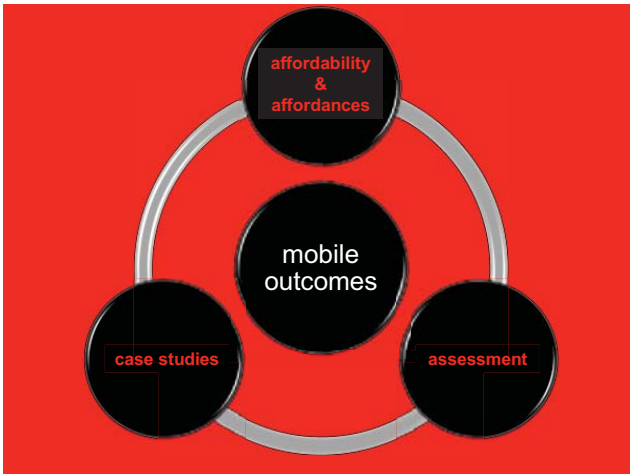 affordability
&
affordances
mobile
outcomes
case studies
assessment